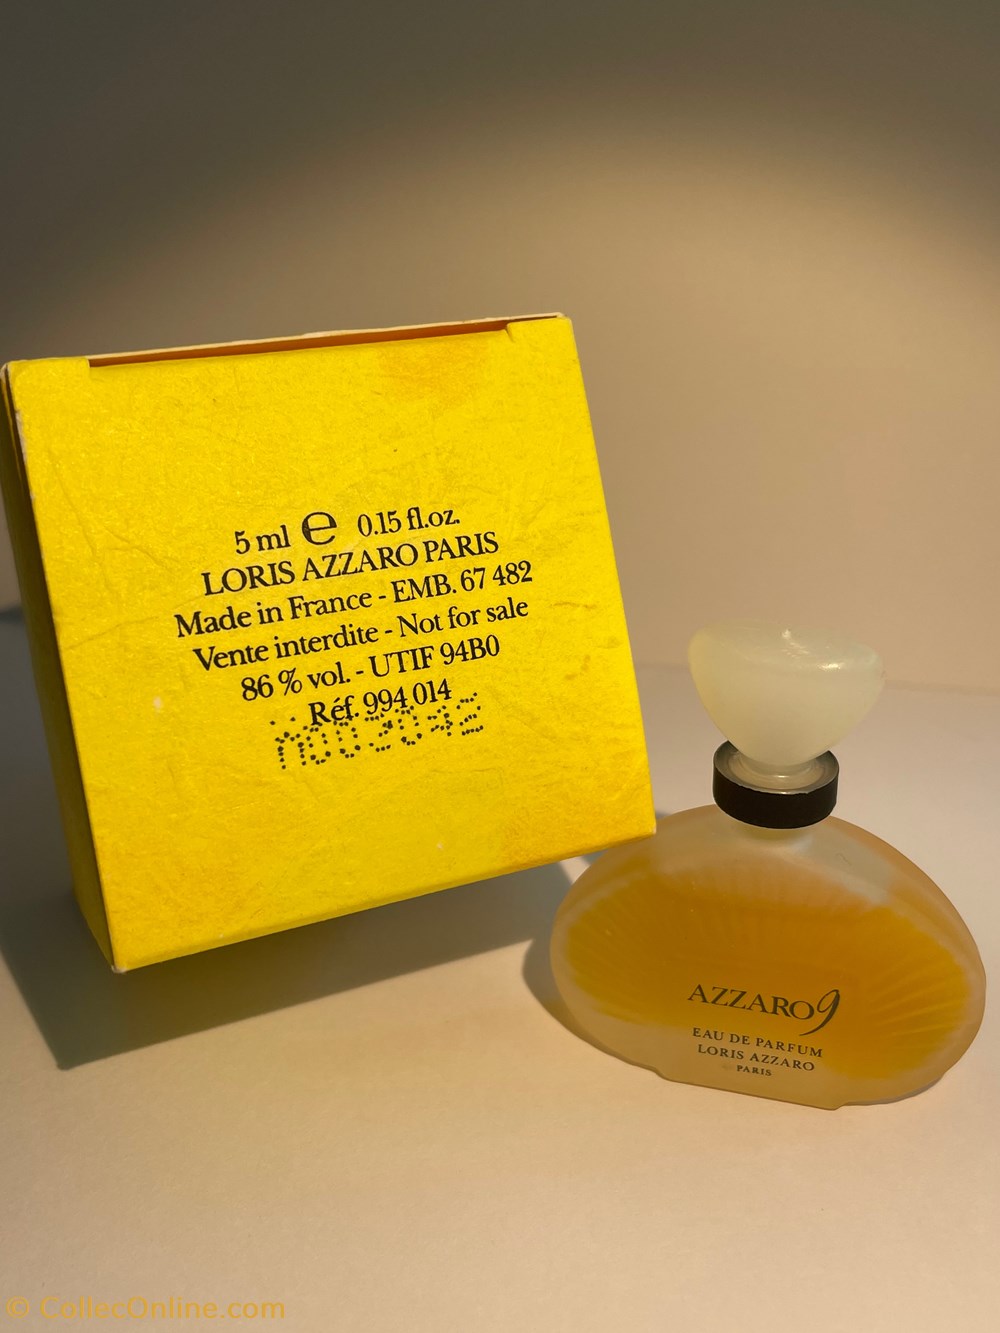 5 ml ℮ 0.15 fl.oz.
LORIS AZZARO PARIS
Made in France - EMB. 67 482
Vente interdite - Not for sale
86 % vol. - UTIF 94B0
Réf. 994 014
AZZARO9
EAU DE PARFUM
LORIS AZZARO
PARIS
© CollecOnline.com